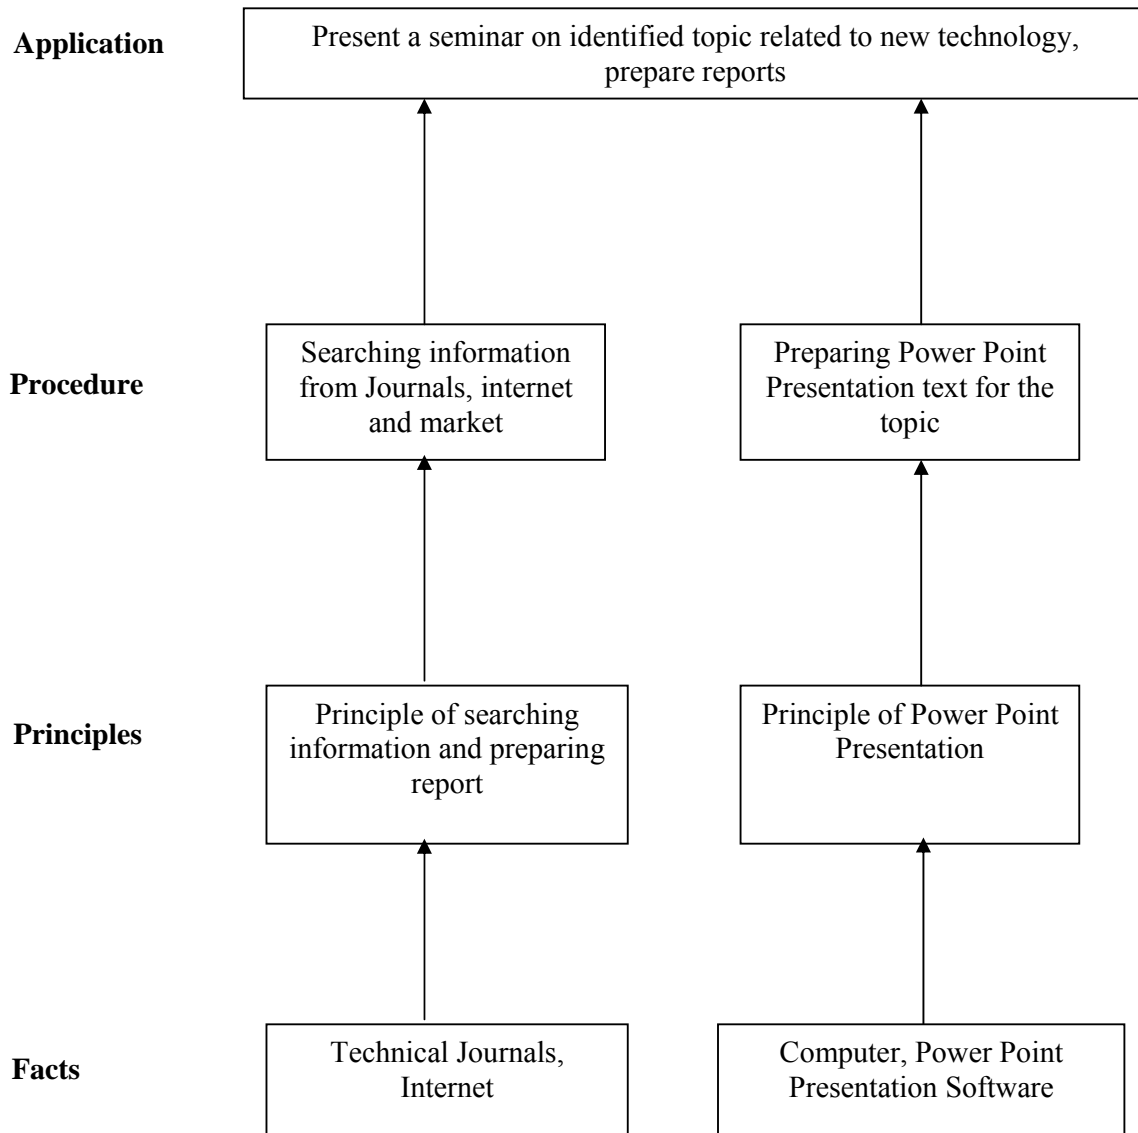 Application
Present a seminar on identified topic related to new technology,
prepare reports
Procedure
Searching information
from Journals, internet
and market
Preparing Power Point
Presentation text for the
topic
Principles
Principle of searching
information and preparing
report
Principle of Power Point
Presentation
Facts
Technical Journals,
Internet
Computer, Power Point
Presentation Software